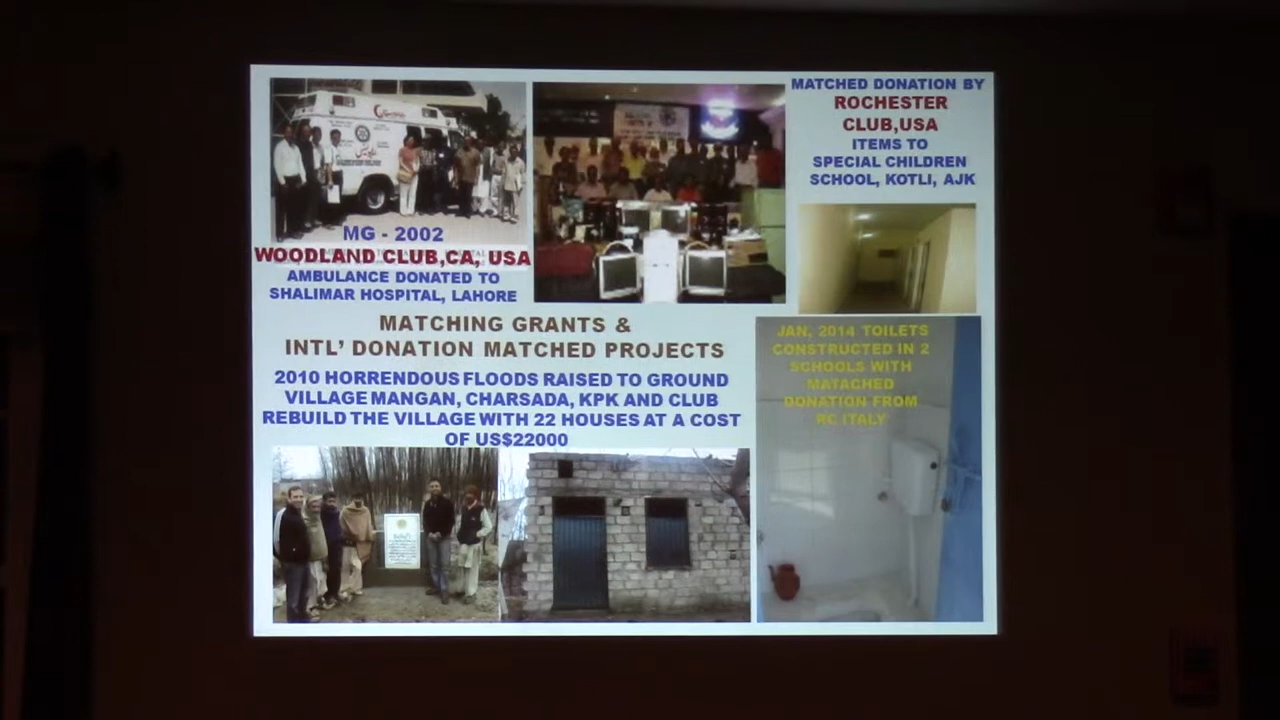 MG - 2002
WOODLAND CLUB,CA, USA
AMBULANCE DONATED TO
SHALIMAR HOSPITAL, LAHORE
MATCHED DONATION BY
ROCHESTER
CLUB,USA
ITEMS TO
SPECIAL CHILDREN
SCHOOL, KOTLI, AJK
MATCHING GRANTS &
INTL' DONATION MATCHED PROJECTS
2010 HORRENDOUS FLOODS RAISED TO GROUND
VILLAGE MANGAN, CHARSADA, KPK AND CLUB
REBUILD THE VILLAGE WITH 22 HOUSES AT A COST
OF US$22000
JAN, 2014 TOILETS
CONSTRUCTED IN 2
SCHOOLS WITH
MATACHED
DONATION FROM
RC ITALY